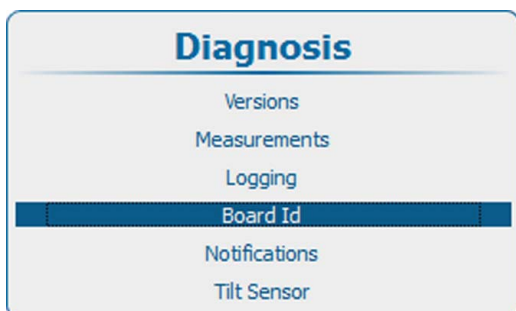 Diagnosis
Versions
Measurements
Logging
Board Id
Notifications
Tilt Sensor